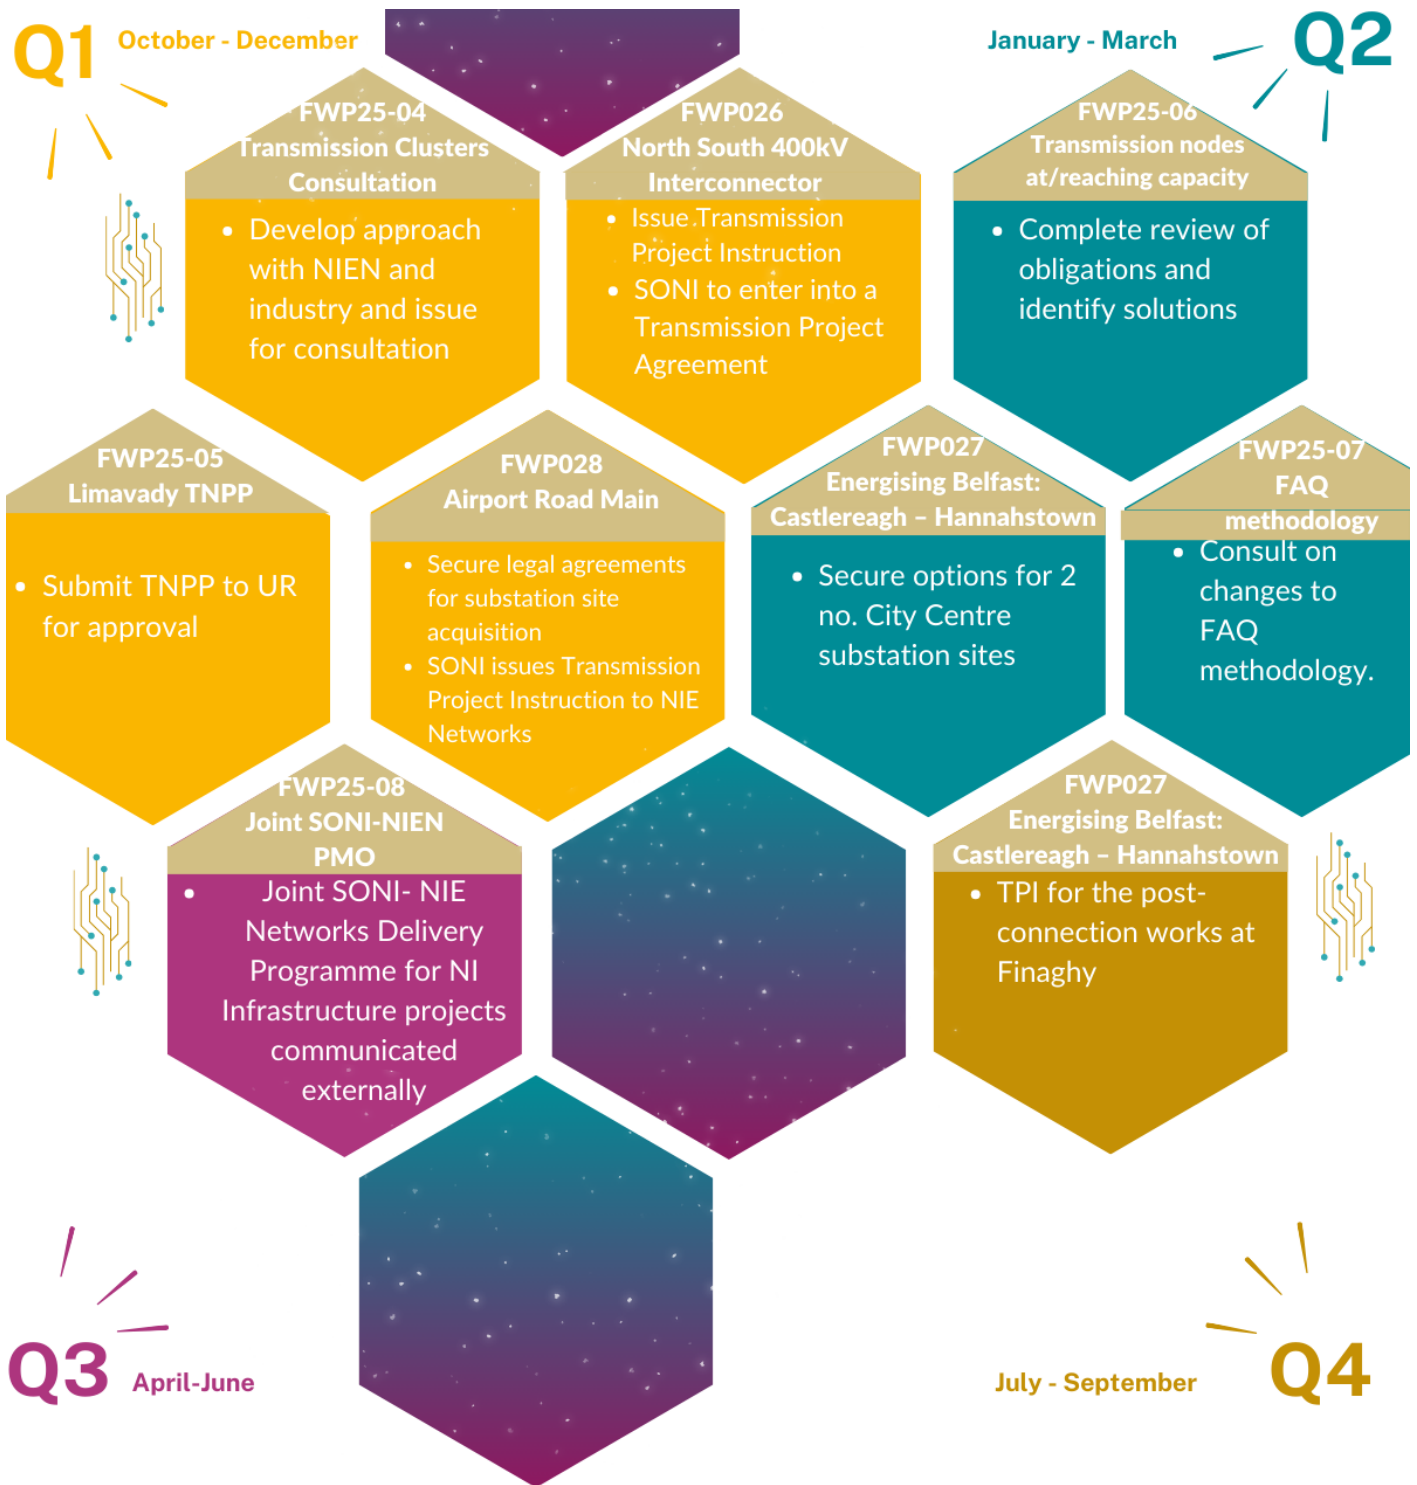 Q1 October - December
January - March Q2
FWP25-04
Transmission Clusters
Consultation
• Develop approach
with NIEN and
industry and issue
for consultation
FWP026
North South 400kV
Interconnector
• Issue Transmission
Project Instruction
• SONI to enter into a
Transmission Project
Agreement
FWP25-06
Transmission nodes
at/reaching capacity
• Complete review of
obligations and
identify solutions
FWP25-05
Limavady TNPP
• Submit TNPP to UR
for approval
FWP028
Airport Road Main
• Secure legal agreements
for substation site
acquisition
• SONI issues Transmission
Project Instruction to NIE
Networks
FWP027
Energising Belfast:
Castlereagh – Hannahstown
• Secure options for 2
no. City Centre
substation sites
FWP25-07
FAQ
methodology
• Consult on
changes to
FAQ
methodology.
FWP25-08
Joint SONI-NIEN
PMO
• Joint SONI- NIE
Networks Delivery
Programme for NI
Infrastructure projects
communicated
externally
FWP027
Energising Belfast:
Castlereagh – Hannahstown
• TPI for the post-
connection works at
Finaghy
Q3 April-June
July - September Q4